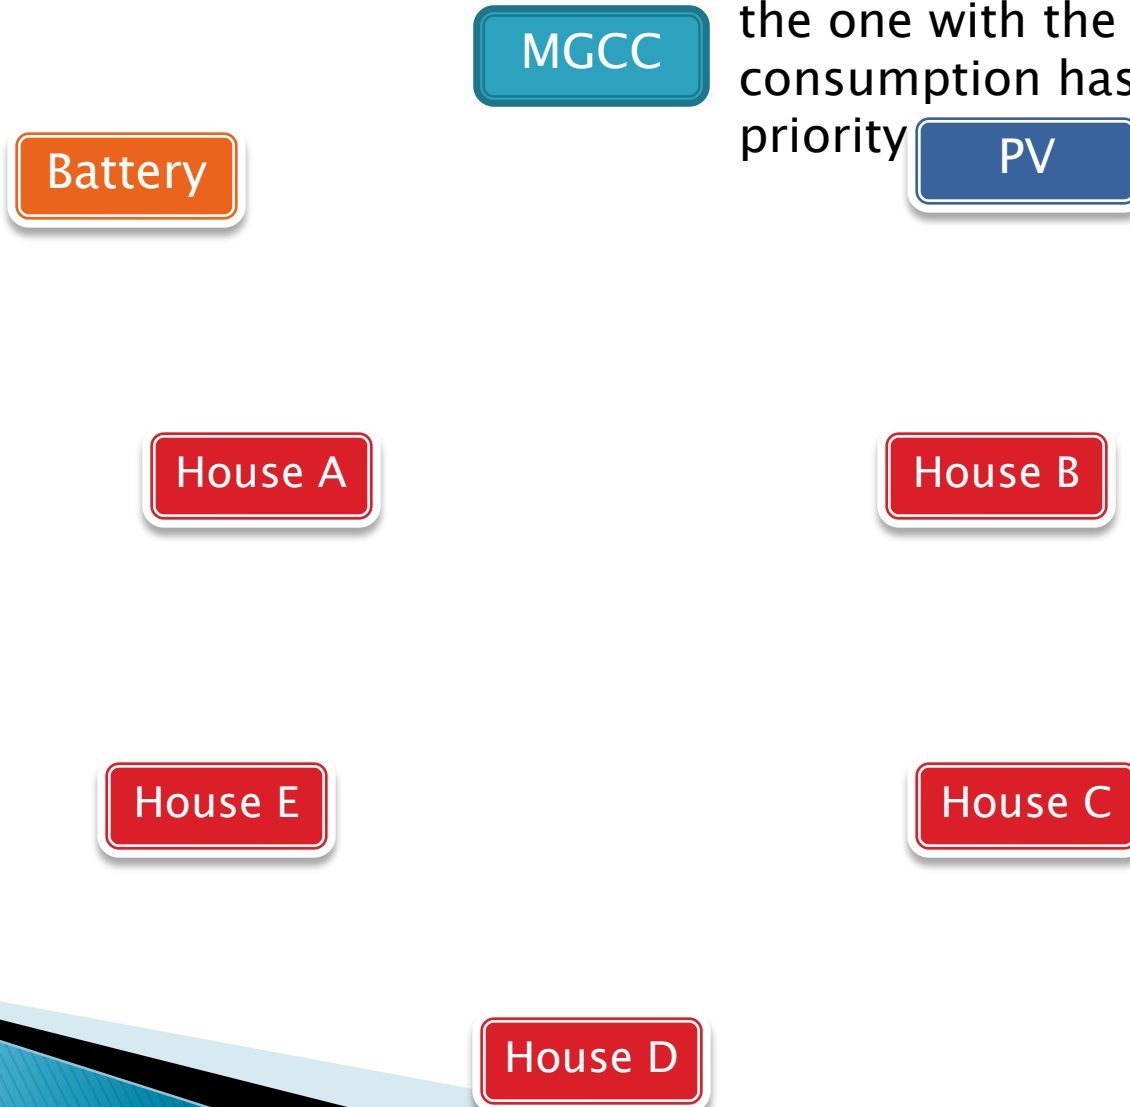 the one with the
MGCC
consumption has
priority
Battery
PV
House A
House B
House E
House C
House D